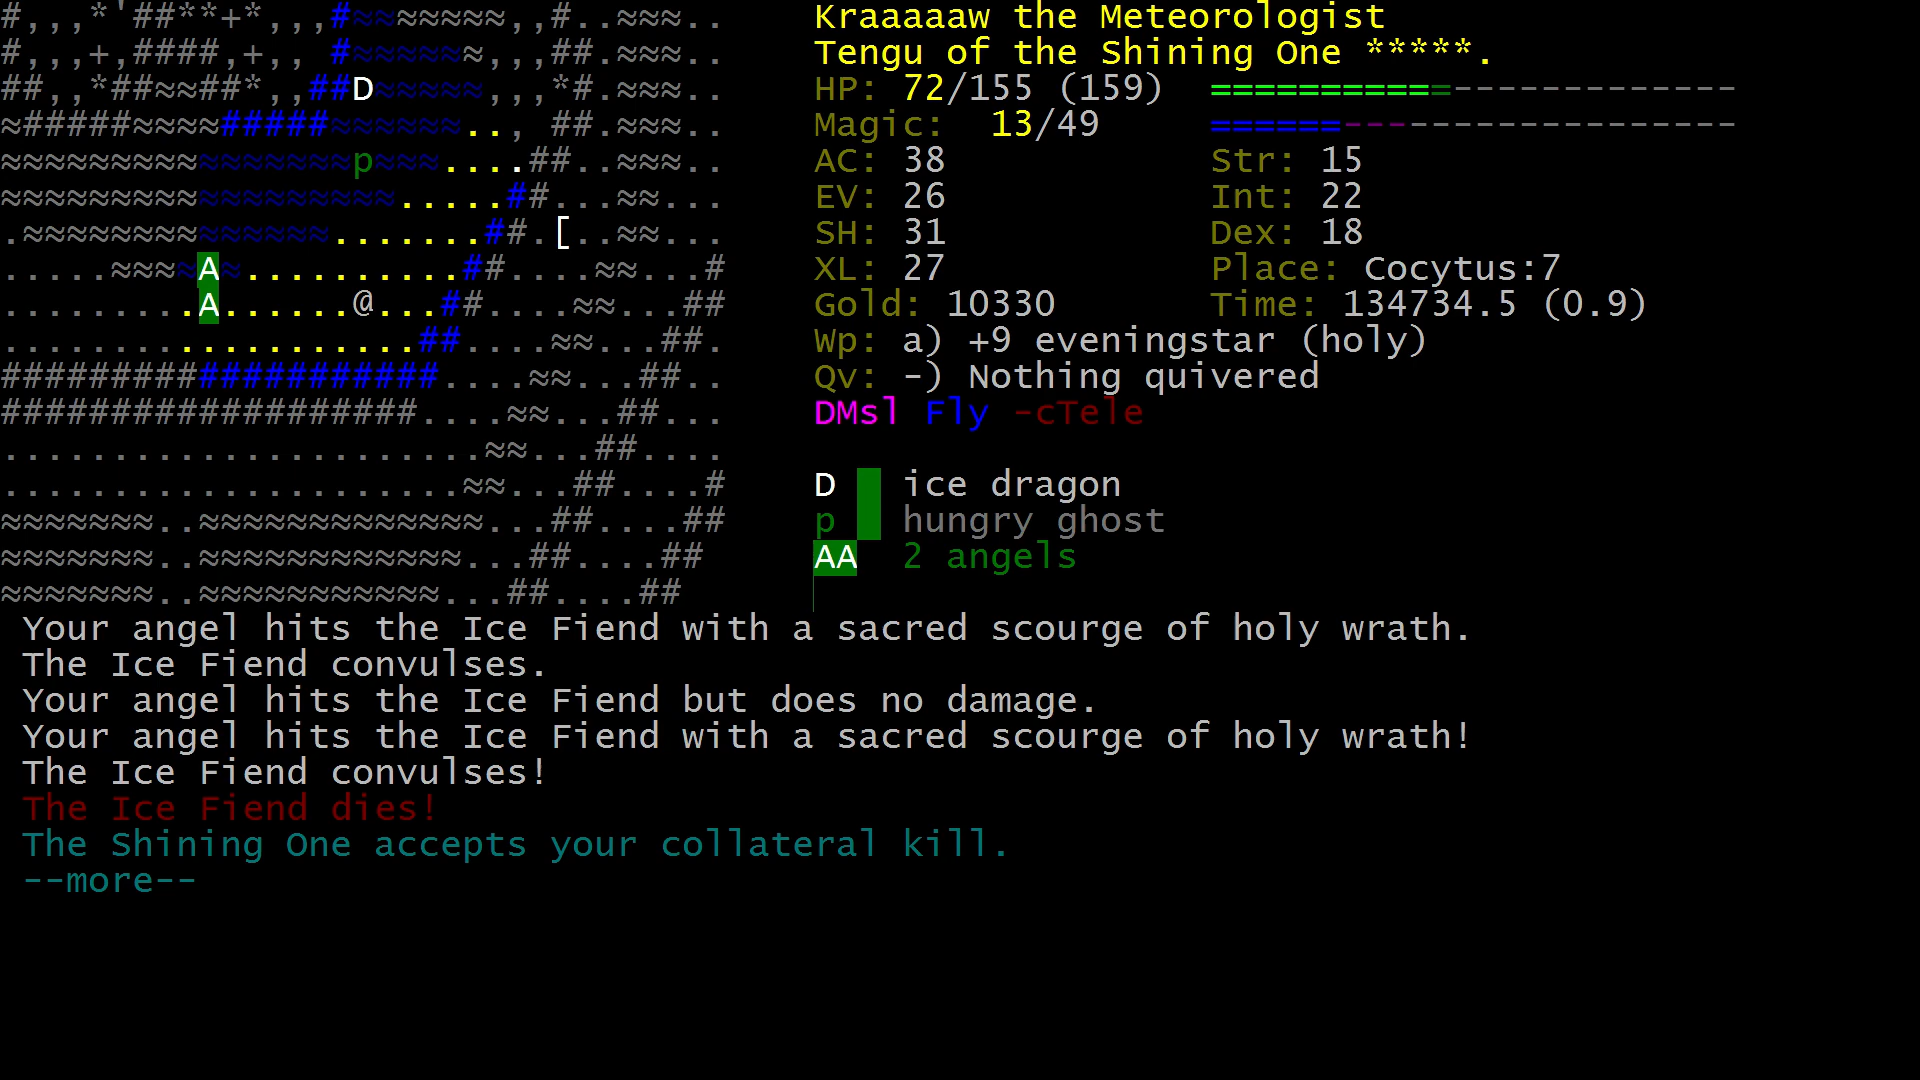 Kraaaaaw the Meteorologist
Tengu of the Shining One *****.
HP: 72/155 (159)
Magic: 13/49
AC: 38 Str: 15
EV: 26 Int: 22
SH: 31 Dex: 18
XL: 27 Place: Cocytus:7
Gold: 10330 Time: 134734.5 (0.9)
Wp: a) +9 eveningstar (holy)
Qv: -) Nothing quivered
DMsl Fly -cTele
D ice dragon
p hungry ghost
AA 2 angels
Your angel hits the Ice Fiend with a sacred scourge of holy wrath.
The Ice Fiend convulses.
Your angel hits the Ice Fiend but does no damage.
Your angel hits the Ice Fiend with a sacred scourge of holy wrath!
The Ice Fiend convulses!
The Ice Fiend dies!
The Shining One accepts your collateral kill.
--more--